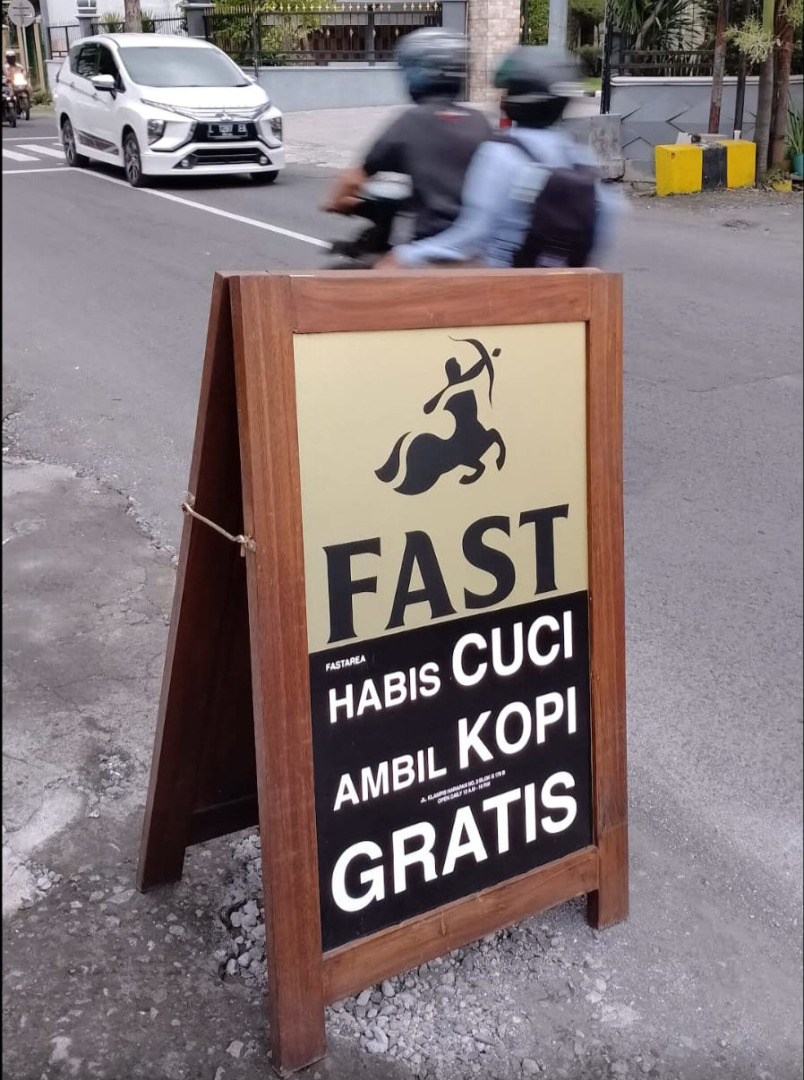 FAST
FASTAREA
HABIS CUCI
AMBIL KOPI
GRATIS